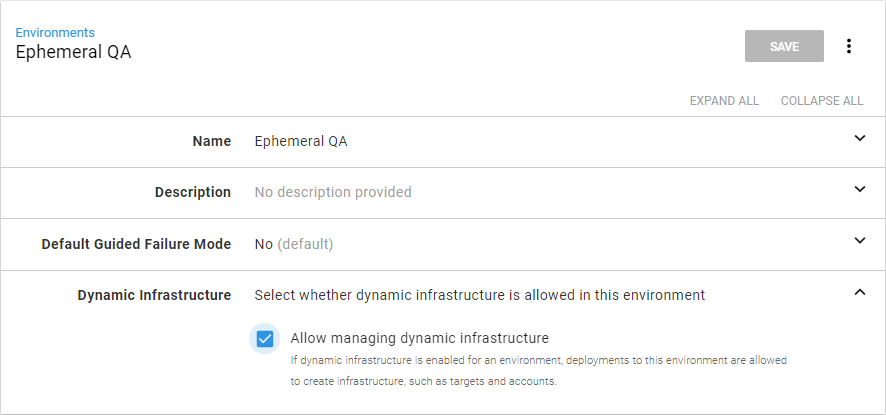 Environments
Ephemeral QA
SAVE
EXPAND ALL COLLAPSE ALL
Name Ephemeral QA
Description No description provided
Default Guided Failure Mode No (default)
Dynamic Infrastructure Select whether dynamic infrastructure is allowed in this environment
Allow managing dynamic infrastructure
If dynamic infrastructure is enabled for an environment, deployments to this environment are allowed
to create infrastructure, such as targets and accounts.